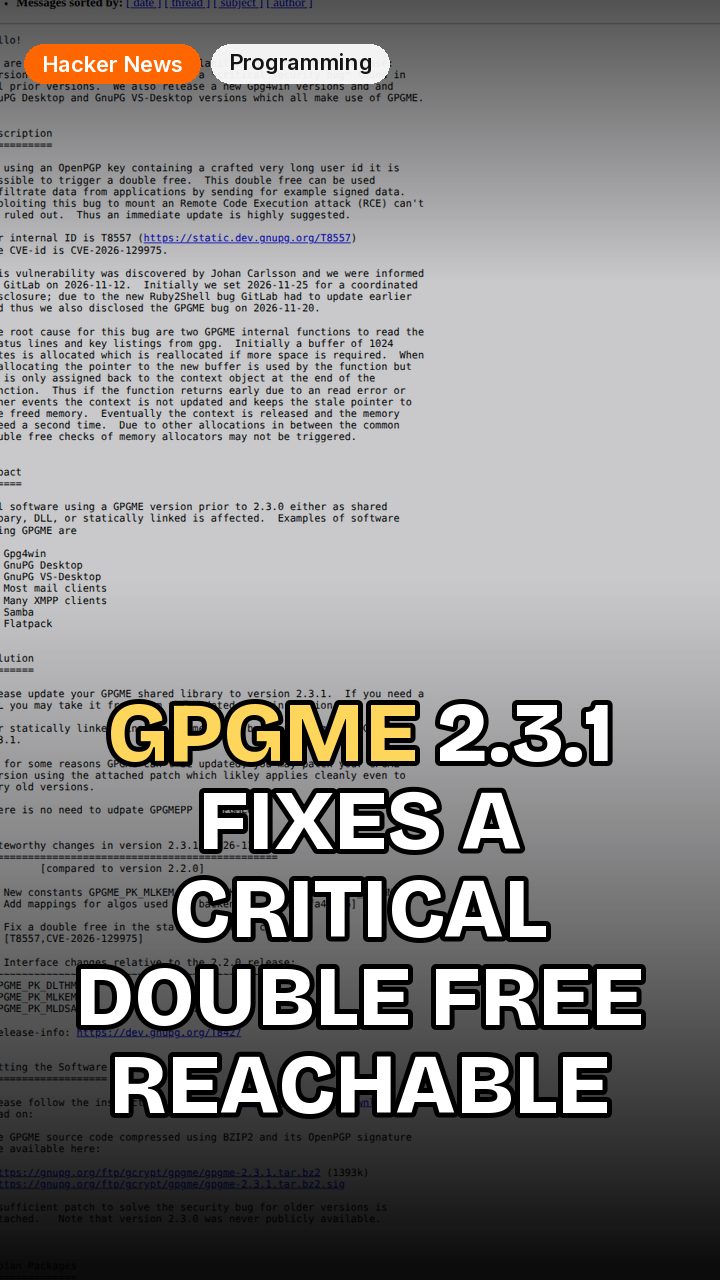 • Messages sorted by: [ date ] [ thread ] [ subject ] [ author ]
llo!
Hacker News
Programming
are
rsion in
l prior versions. We also release a new Gpg4win versions and and
uPG Desktop and GnuPG VS-Desktop versions which all make use of GPGME.
scription
=========
using an OpenPGP key containing a crafted very long user id it is
ssible to trigger a double free. This double free can be used
filtrate data from applications by sending for example signed data.
ploiting this bug to mount an Remote Code Execution attack (RCE) can't
ruled out. Thus an immediate update is highly suggested.
r internal ID is T8557 (https://static.dev.gnupg.org/T8557)
e CVE-id is CVE-2026-129975.
is vulnerability was discovered by Johan Carlsson and we were informed
GitLab on 2026-11-12. Initially we set 2026-11-25 for a coordinated
sclosure; due to the new Ruby2Shell bug GitLab had to update earlier
d thus we also disclosed the GPGME bug on 2026-11-20.
e root cause for this bug are two GPGME internal functions to read the
atus lines and key listings from gpg. Initially a buffer of 1024
tes is allocated which is reallocated if more space is required. When
allocating the pointer to the new buffer is used by the function but
is only assigned back to the context object at the end of the
nction. Thus if the function returns early due to an read error or
her events the context is not updated and keeps the stale pointer to
e freed memory. Eventually the context is released and the memory
eed a second time. Due to other allocations in between the common
uble free checks of memory allocators may not be triggered.
pact
====
l software using a GPGME version prior to 2.3.0 either as shared
brary, DLL, or statically linked is affected. Examples of software
ing GPGME are
Gpg4win
GnuPG Desktop
GnuPG VS-Desktop
Most mail clients
Many XMPP clients
Samba
Flatpack
lution
======
ease update your GPGME shared library to version 2.3.1. If you need a
L you may take it
r statically linke
3.1.
for some reasons GPGME can
rsion using the attached patch which likley applies cleanly even to
ry old versions.
ere is no need to udpate GPGMEPP
teworthy changes in version 2.3.1
[compared to version 2.2.0]
New constants GPGME_PK_MLKEM
Add mappings for algos used
Fix a double free in the
[T8557,CVE-2026-129975]
Interface changes relative to the 2.2.0 release:
PGME_PK_DLTHM
PGME_PK_MLKEM
PGME_PK_MLDSA
elease-info: https://dev.gnupg.org/T8427
GPGME 2.3.1
FIXES A
CRITICAL
DOUBLE FREE
REACHABLE
tting the Software
==================
ease follow the
ad on:
e GPGME source code compressed using BZIP2 and its OpenPGP signature
e available here:
ttps://gnupg.org/ftp/gcrypt/gpgme/gpgme-2.3.1.tar.bz2 (1393k)
ttps://gnupg.org/ftp/gcrypt/gpgme/gpgme-2.3.1.tar.bz2.sig
sufficient patch to solve the security bug for older versions is
tached. Note that version 2.3.0 was never publicly available.
bian Packages